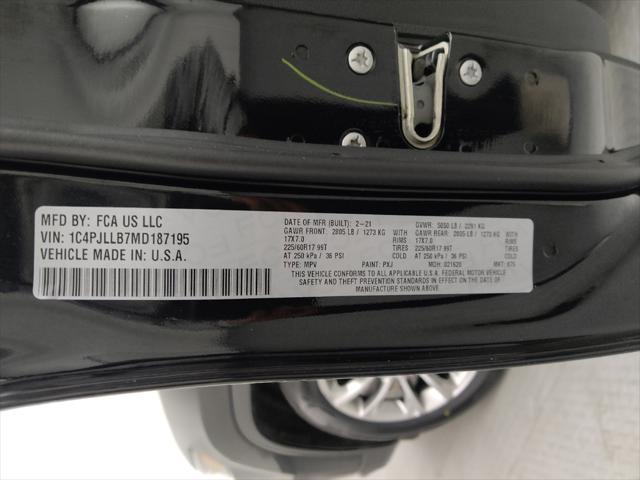 MFD BY: FCA US LLC
VIN: 1C4PJLLB7MD187195
VEHICLE MADE IN: U.S.A.
DATE OF MFR (BUILT): 2-21 GVWR: 5050 LB / 2291 KG
GAWR FRONT: 2805 LB / 1273 KG WITH GAWR REAR: 2805 LB / 1273 KG WITH
17X7.0 RIMS 17X7.0 RIMS
225/60R17 99T TIRES 225/60R17 99T TIRES
AT 250 kPa / 36 PSI COLD AT 250 kPa / 36 PSI COLD
TYPE: MPV PAINT: PXJ MDH: 021620 MKT:
THIS VEHICLE CONFORMS TO ALL APPLICABLE U.S.A. FEDERAL MOTOR VEHICLE
SAFETY AND THEFT PREVENTION STANDARDS IN EFFECT ON THE DATE OF
MANUFACTURE SHOWN ABOVE.